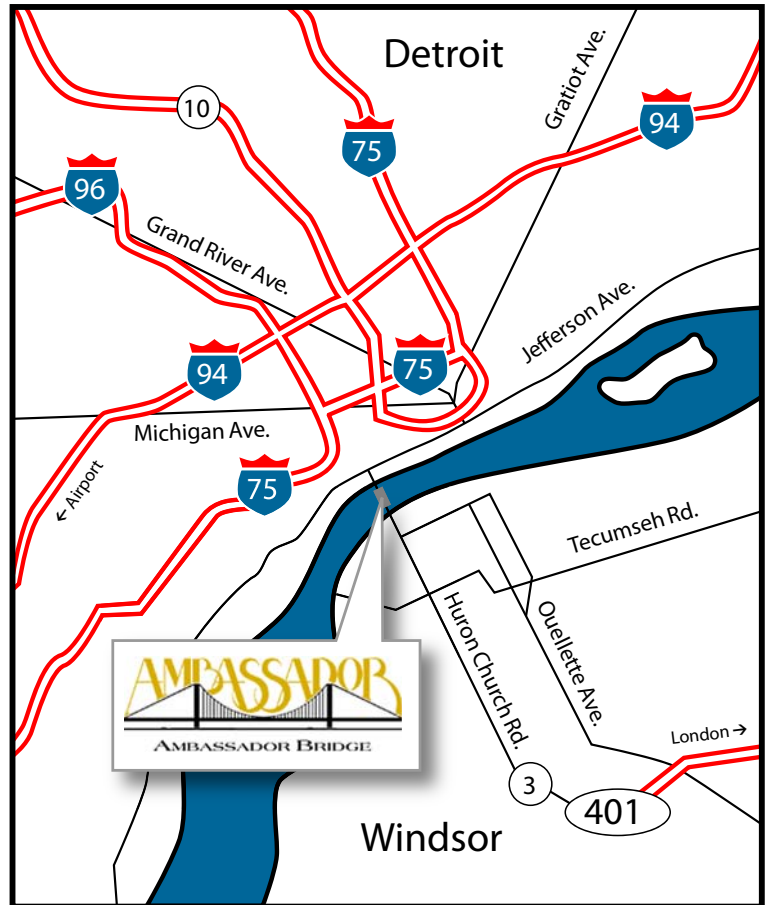 Detroit
Gratiot Ave.
10
75
94
96
Grand River Ave.
Jefferson Ave.
94
75
Michigan Ave.
← Airport
75
Tecumseh Rd.
Huron Church Rd.
Ouellette Ave.
AMBASSADOR
AMBASSADOR BRIDGE
London →
3
401
Windsor